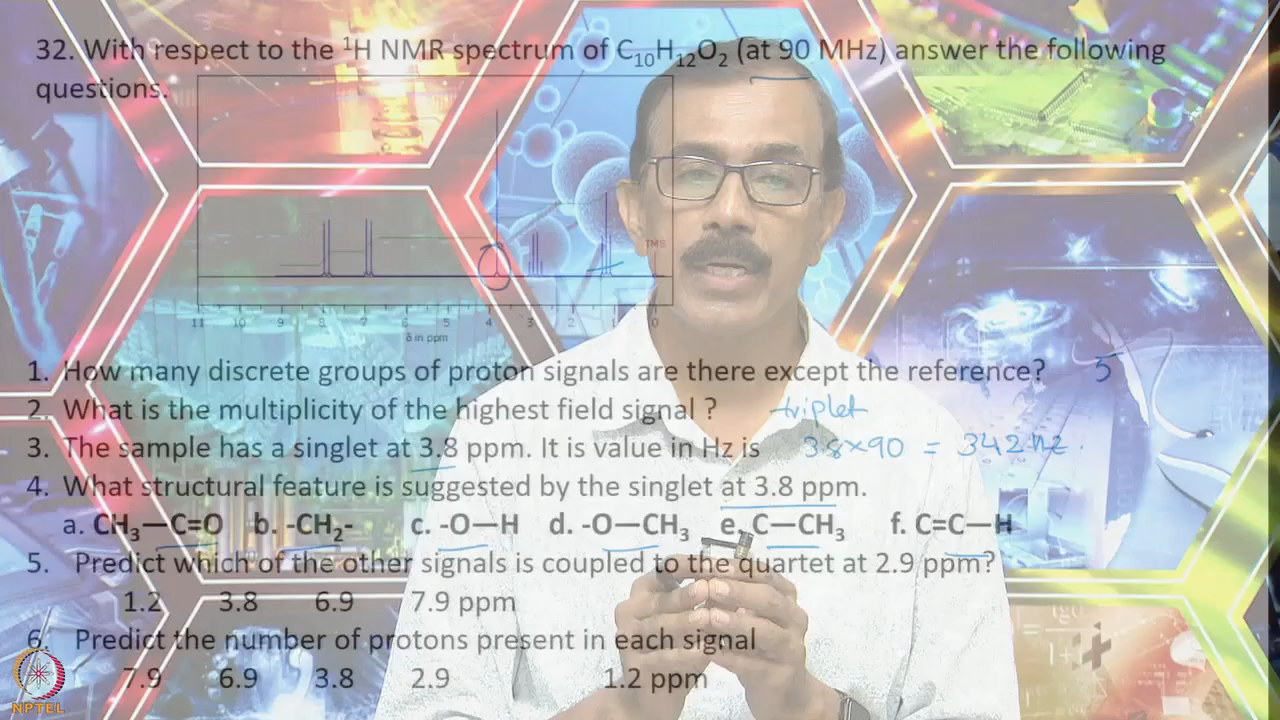 32. With respect to the ¹H NMR spectrum of C₁₀H₁₂O₂ (at 90 MHz) answer the following
questions.
TMS
11 10 9 8 7 6 5 4 3 2 1 0
δ in ppm
1. How many discrete groups of proton signals are there except the reference? 5
2. What is the multiplicity of the highest field signal ? triplet
3. The sample has a singlet at 3.8 ppm. It is value in Hz is 3.8×90 = 342 Hz.
4. What structural feature is suggested by the singlet at 3.8 ppm.
a. CH₃—C=O b. -CH₂- c. -O—H d. -O—CH₃ e. C—CH₃ f. C=C—H
5. Predict which of the other signals is coupled to the quartet at 2.9 ppm?
1.2 3.8 6.9 7.9 ppm
6. Predict the number of protons present in each signal
7.9 6.9 3.8 2.9 1.2 ppm
NPTEL